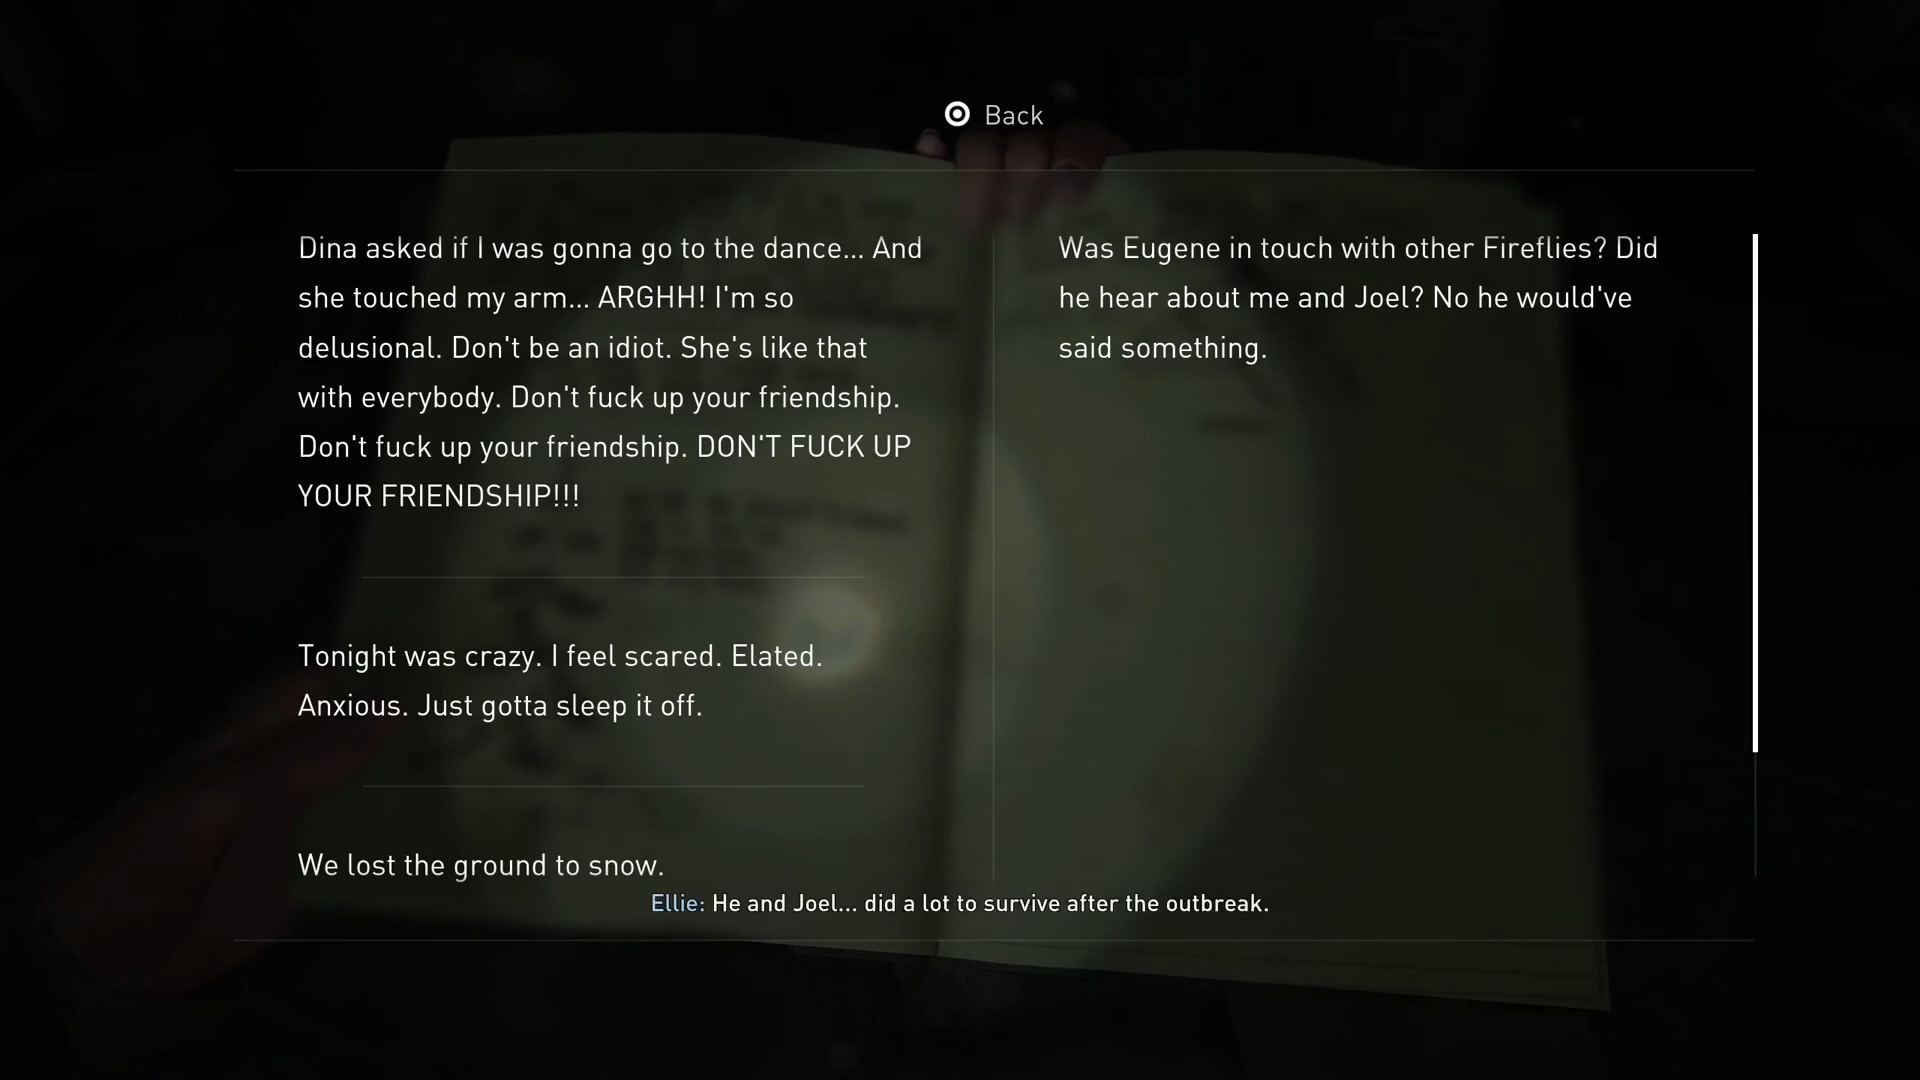 Back
Dina asked if I was gonna go to the dance... And
she touched my arm... ARGHH! I'm so
delusional. Don't be an idiot. She's like that
with everybody. Don't fuck up your friendship.
Don't fuck up your friendship. DON'T FUCK UP
YOUR FRIENDSHIP!!!
Tonight was crazy. I feel scared. Elated.
Anxious. Just gotta sleep it off.
We lost the ground to snow.
Was Eugene in touch with other Fireflies? Did
he hear about me and Joel? No he would've
said something.
Ellie: He and Joel... did a lot to survive after the outbreak.